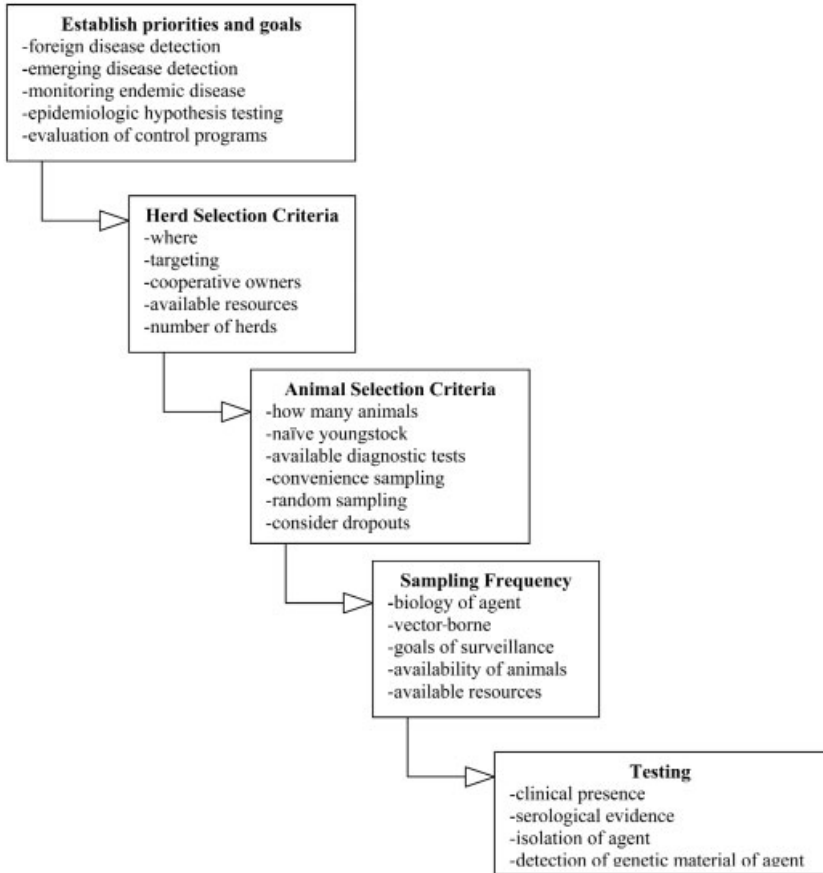 Establish priorities and goals
-foreign disease detection
-emerging disease detection
-monitoring endemic disease
-epidemiologic hypothesis testing
-evaluation of control programs
Herd Selection Criteria
-where
-targeting
-cooperative owners
-available resources
-number of herds
Animal Selection Criteria
-how many animals
-naïve youngstock
-available diagnostic tests
-convenience sampling
-random sampling
-consider dropouts
Sampling Frequency
-biology of agent
-vector-borne
-goals of surveillance
-availability of animals
-available resources
Testing
-clinical presence
-serological evidence
-isolation of agent
-detection of genetic material of agent